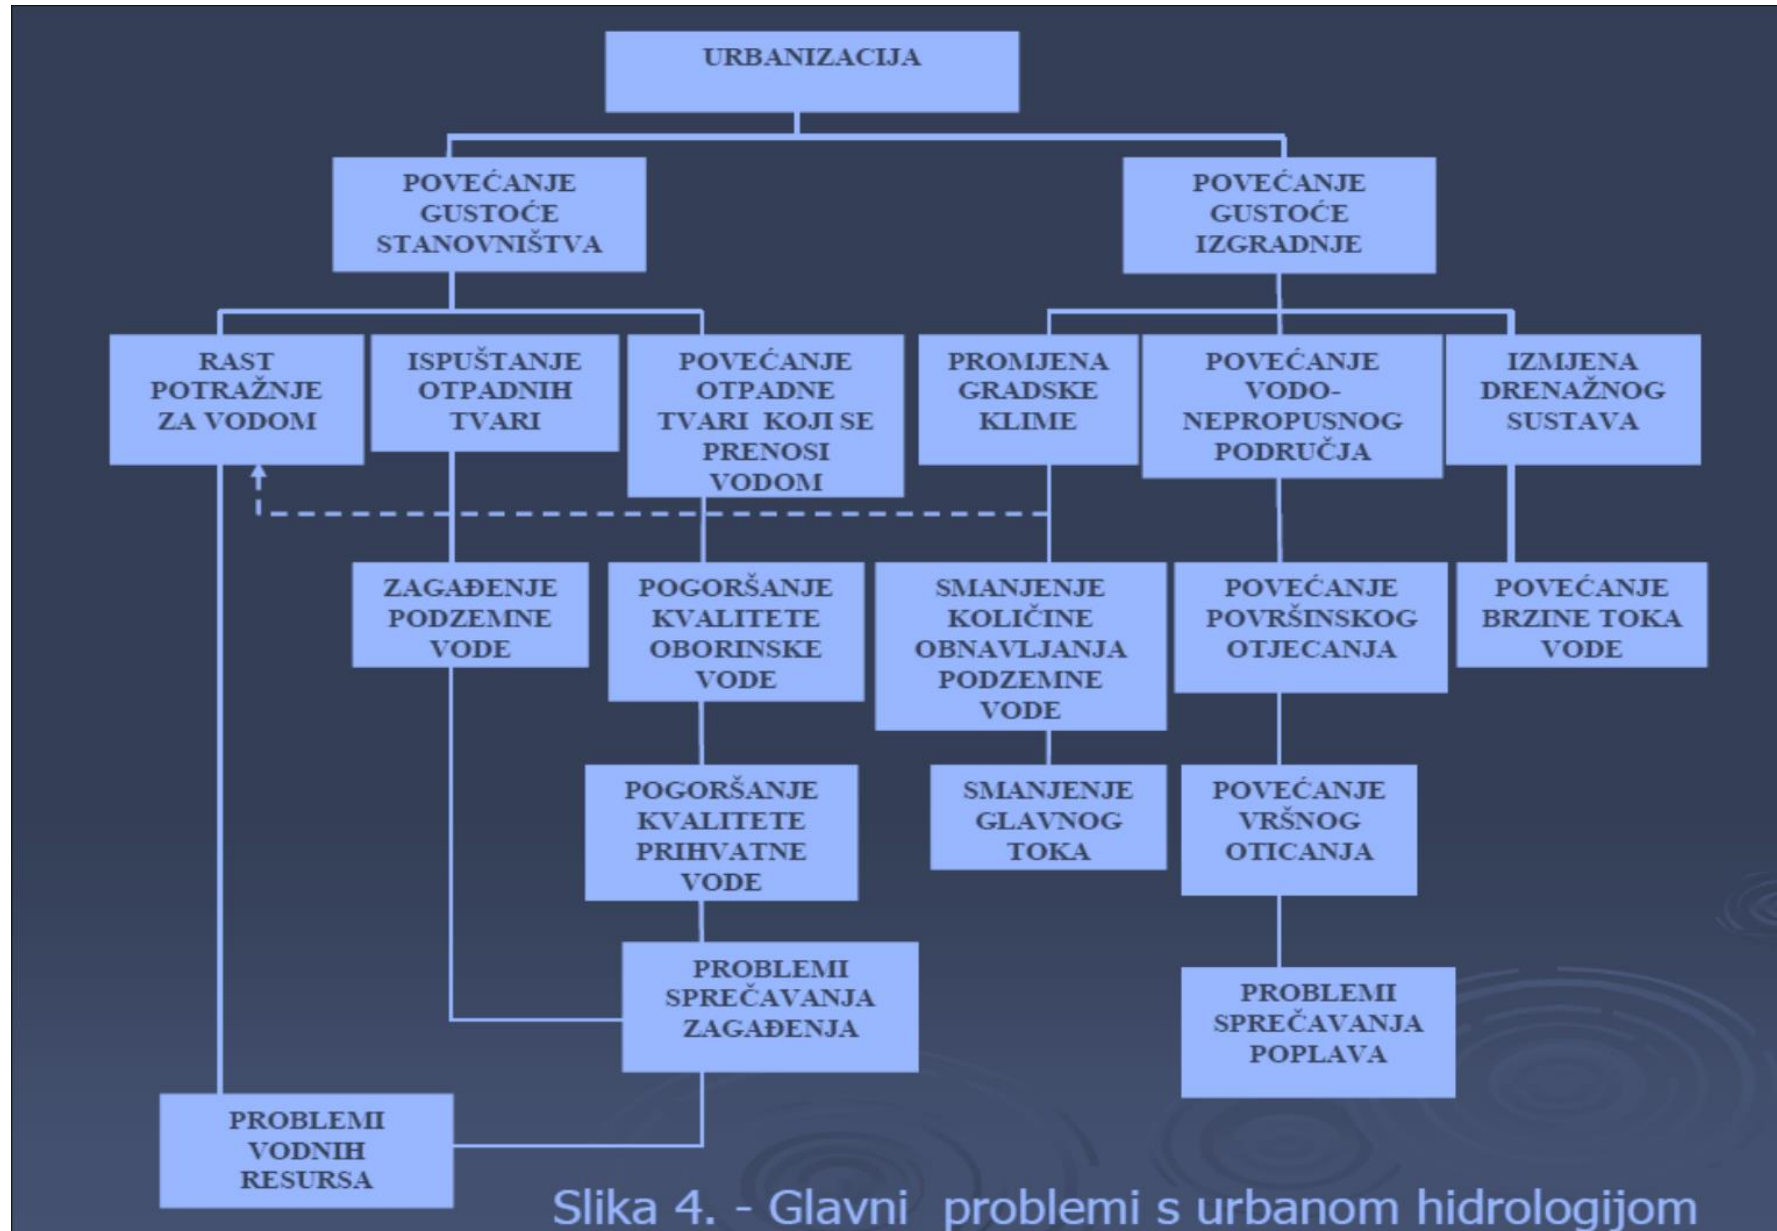 URBANIZACIJA
POVEĆANJE
GUSTOĆE
STANOVNIŠTVA
POVEĆANJE
GUSTOĆE
IZGRADNJE
RAST
POTRAŽNJE
ZA VODOM
ISPUŠTANJE
OTPADNIH
TVARI
POVEĆANJE
OTPADNE
TVARI KOJI SE
PRENOSI
VODOM
PROMJENA
GRADSKE
KLIME
POVEĆANJE
VODO-
NEPROPUSNOG
PODRUČJA
IZMJENA
DRENAŽNOG
SUSTAVA
ZAGAĐENJE
PODZEMNE
VODE
POGORŠANJE
KVALITETE
OBORINSKE
VODE
SMANJENJE
KOLIČINE
OBNAVLJANJA
PODZEMNE
VODE
POVEĆANJE
POVRŠINSKOG
OTJECANJA
POVEĆANJE
BRZINE TOKA
VODE
POGORŠANJE
KVALITETE
PRIHVATNE
VODE
SMANJENJE
GLAVNOG
TOKA
POVEĆANJE
VRŠNOG
OTICANJA
PROBLEMI
SPREČAVANJA
ZAGAĐENJA
PROBLEMI
SPREČAVANJA
POPLAVA
PROBLEMI
VODNIH
RESURSA
Slika 4. - Glavni problemi s urbanom hidrologijom